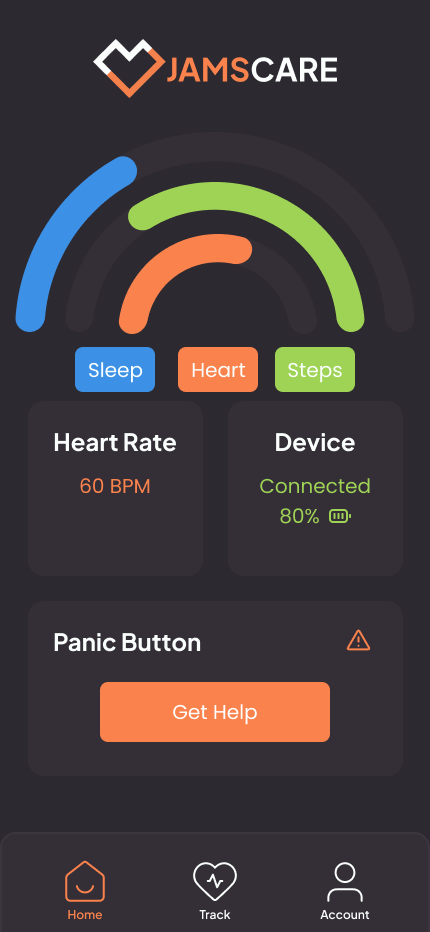 JAMSCARE
Sleep
Heart
Steps
Heart Rate
60 BPM
Device
Connected
80%
Panic Button
Get Help
Home
Track
Account